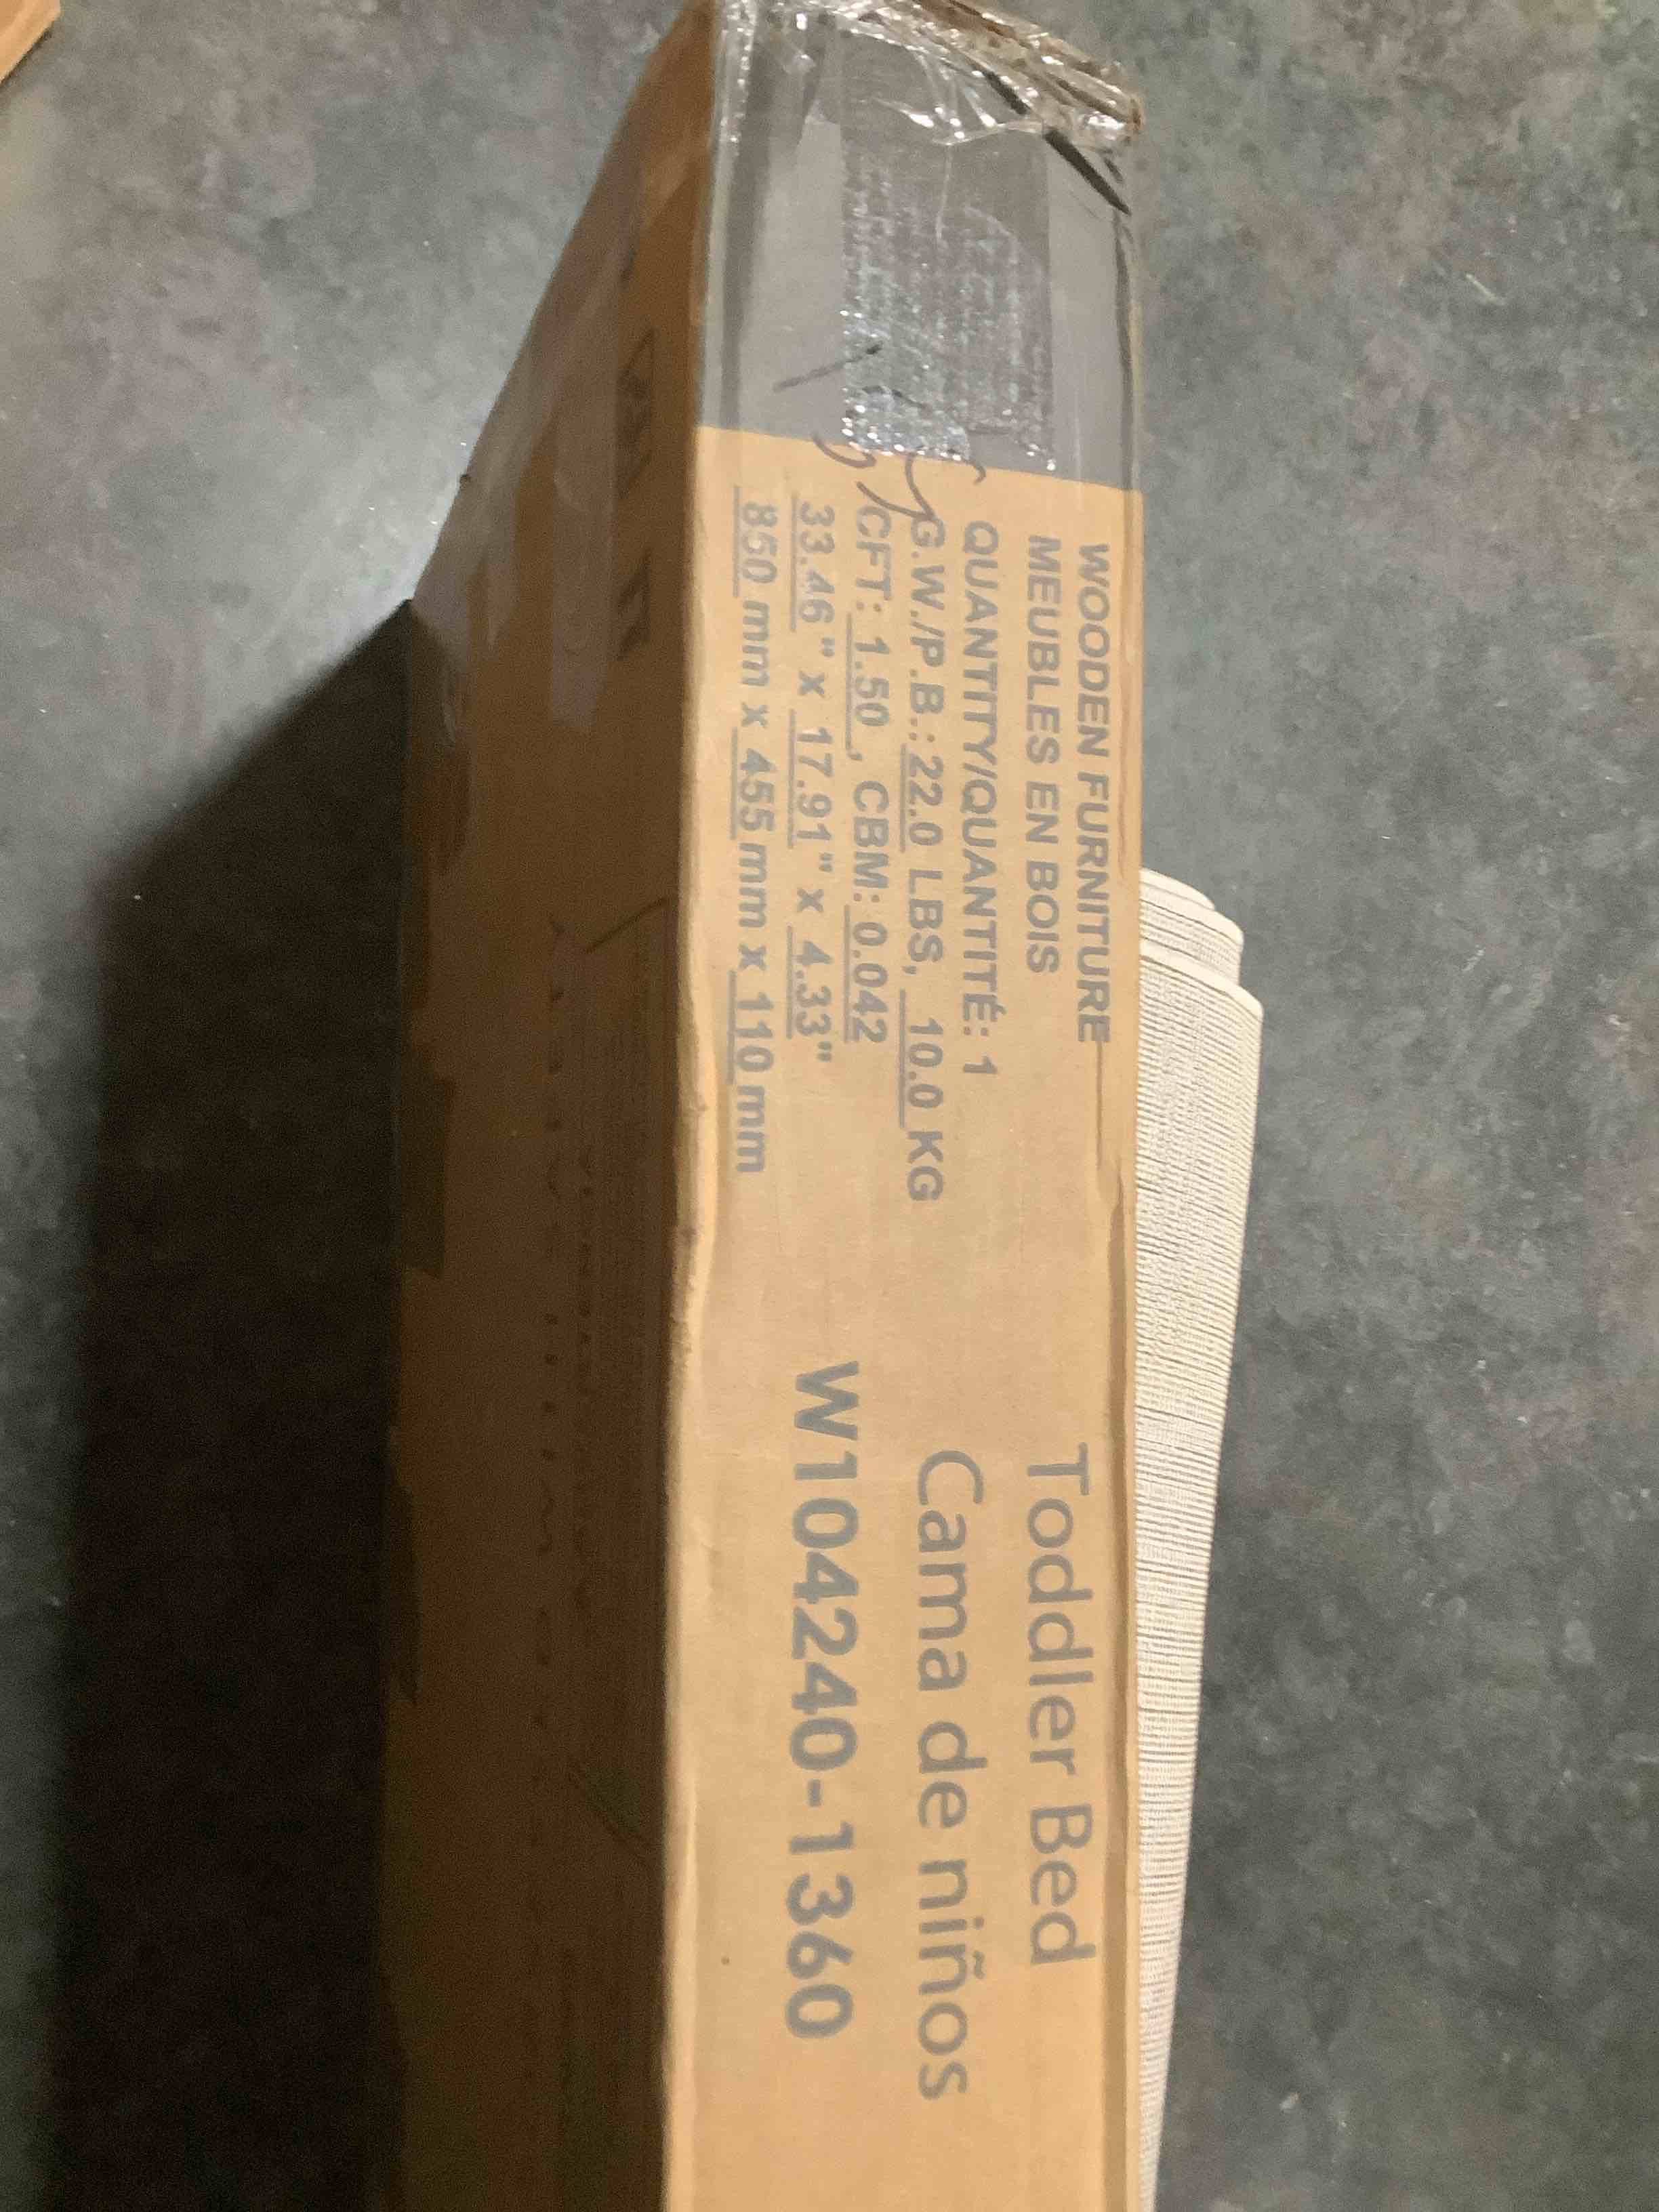 WOODEN FURNITURE
MEUBLES EN BOIS
QUANTITY/QUANTITÉ: 1
G.W./P.B.: 22.0 LBS, 10.0 KG
CFT: 1.50 , CBM: 0.042
33.46" x 17.91" x 4.33"
850 mm x 455 mm x 110 mm
Toddler Bed
Cama de niños
W104240-1360